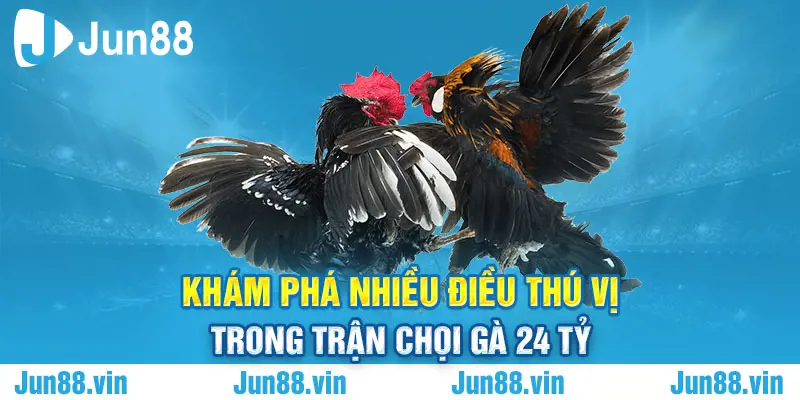 Jun88
KHÁM PHÁ NHIỀU ĐIỀU THÚ VỊ
TRONG TRẬN CHỌI GÀ 24 TỶ
Jun88.vin Jun88.vin Jun88.vin Jun88.vin